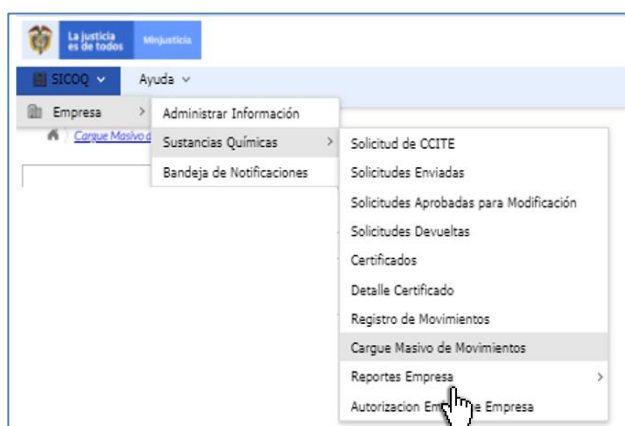 La justicia
es de todos
Minjusticia
SICOQ
Ayuda
Empresa
Administrar Información
Cargue Masivo d
Sustancias Químicas
Solicitud de CCITE
Bandeja de Notificaciones
Solicitudes Enviadas
Solicitudes Aprobadas para Modificación
Solicitudes Devueltas
Certificados
Detalle Certificado
Registro de Movimientos
Cargue Masivo de Movimientos
Reportes Empresa
Autorizacion Empresa